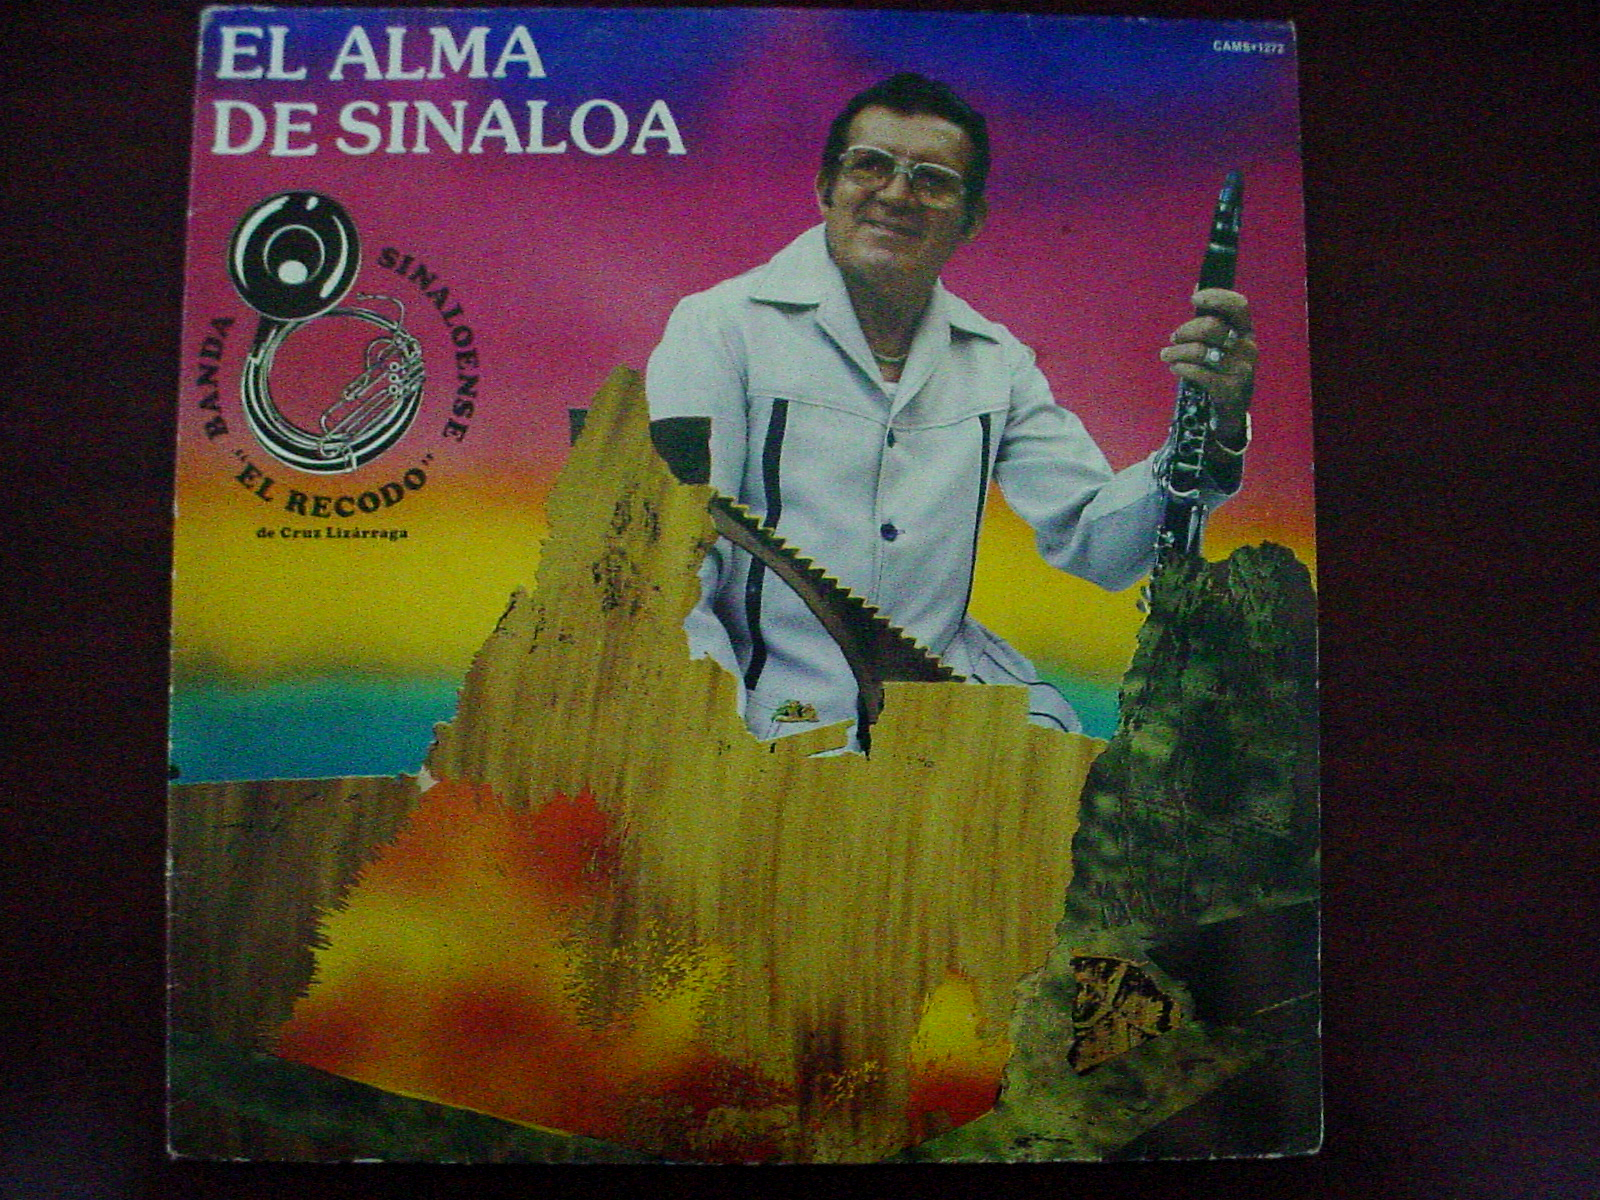 EL ALMA
DE SINALOA
CAMS-1272
BANDA SINALOENSE
"EL RECODO"
de Cruz Lizárraga